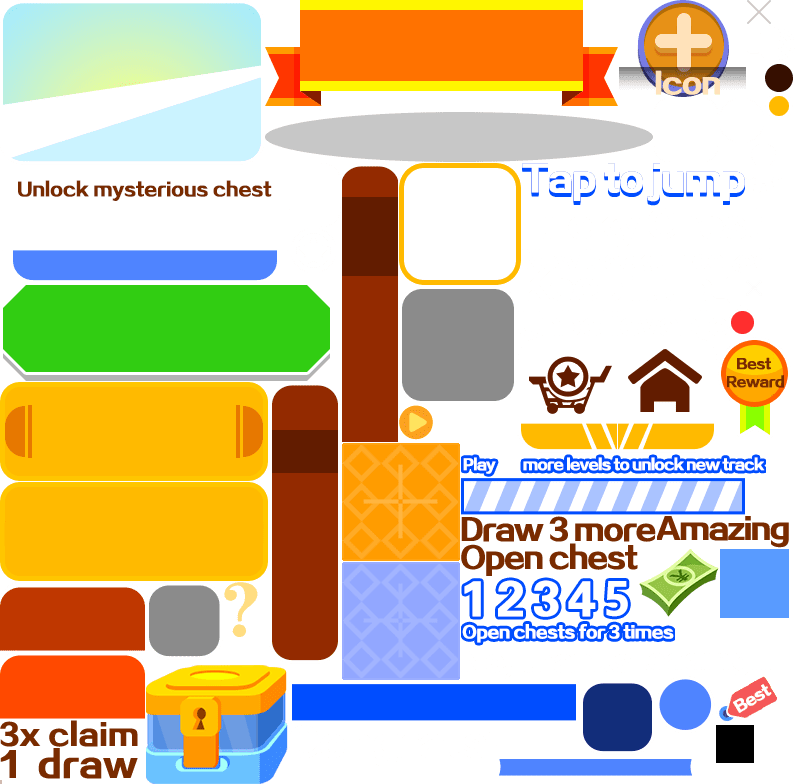 Icon
Tap to jump
Unlock mysterious chest
Best
Reward
Play
more levels to unlock new track
Draw 3 more
Amazing
Open chest
12345
Open chests for 3 times
?
Best
3x claim
1 draw